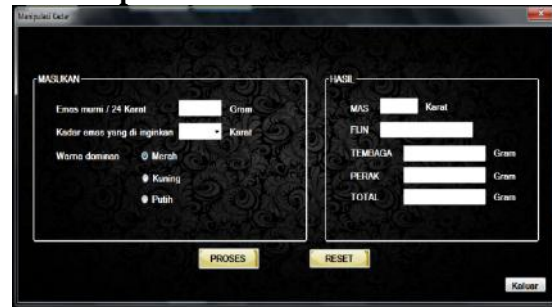 Manipulasi Kadar
MASUKAN
Emas murni / 24 Karat Gram
Kadar emas yang di inginkan Karat
Warna dominan Merah
Kuning
Putih
HASIL
MAS Karat
FLIN
TEMBAGA Gram
PERAK Gram
TOTAL Gram
PROSES RESET
Keluar